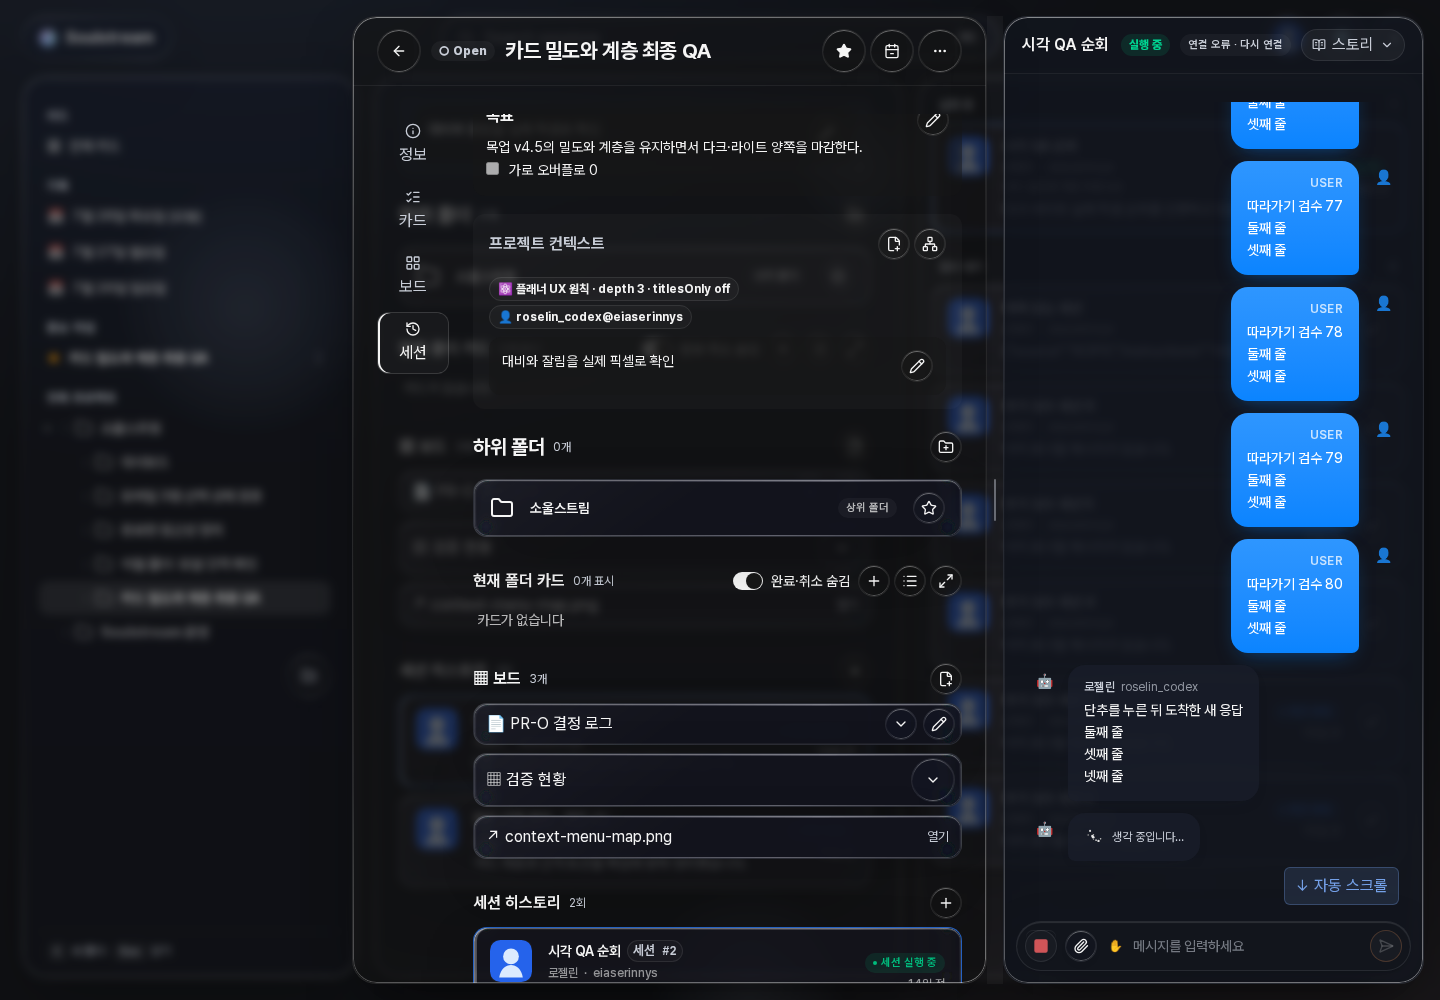 Open
카드 밀도와 계층 최종 QA
정보
카드
보드
세션
목표
목업 v4.5의 밀도와 계층을 유지하면서 다크·라이트 양쪽을 마감한다.
가로 오버플로 0
프로젝트 컨텍스트
플래너 UX 원칙 · depth 3 · titlesOnly off
roselin_codex@eiaserinnys
대비와 잘림을 실제 픽셀로 확인
하위 폴더 0개
소울스트림
상위 폴더
현재 폴더 카드 0개 표시
완료·취소 숨김
카드가 없습니다
보드 3개
PR-O 결정 로그
검증 현황
↗ context-menu-map.png
열기
세션 히스토리 2회
시각 QA 순회 세션 #2
로젤린 · eiaserinnys
세션 실행 중
시각 QA 순회
실행 중
연결 오류 · 다시 연결
스토리
둘째 줄
셋째 줄
USER
따라가기 검수 77
둘째 줄
셋째 줄
USER
따라가기 검수 78
둘째 줄
셋째 줄
USER
따라가기 검수 79
둘째 줄
셋째 줄
USER
따라가기 검수 80
둘째 줄
셋째 줄
로젤린 roselin_codex
단추를 누른 뒤 도착한 새 응답
둘째 줄
셋째 줄
넷째 줄
생각 중입니다...
↓ 자동 스크롤
메시지를 입력하세요